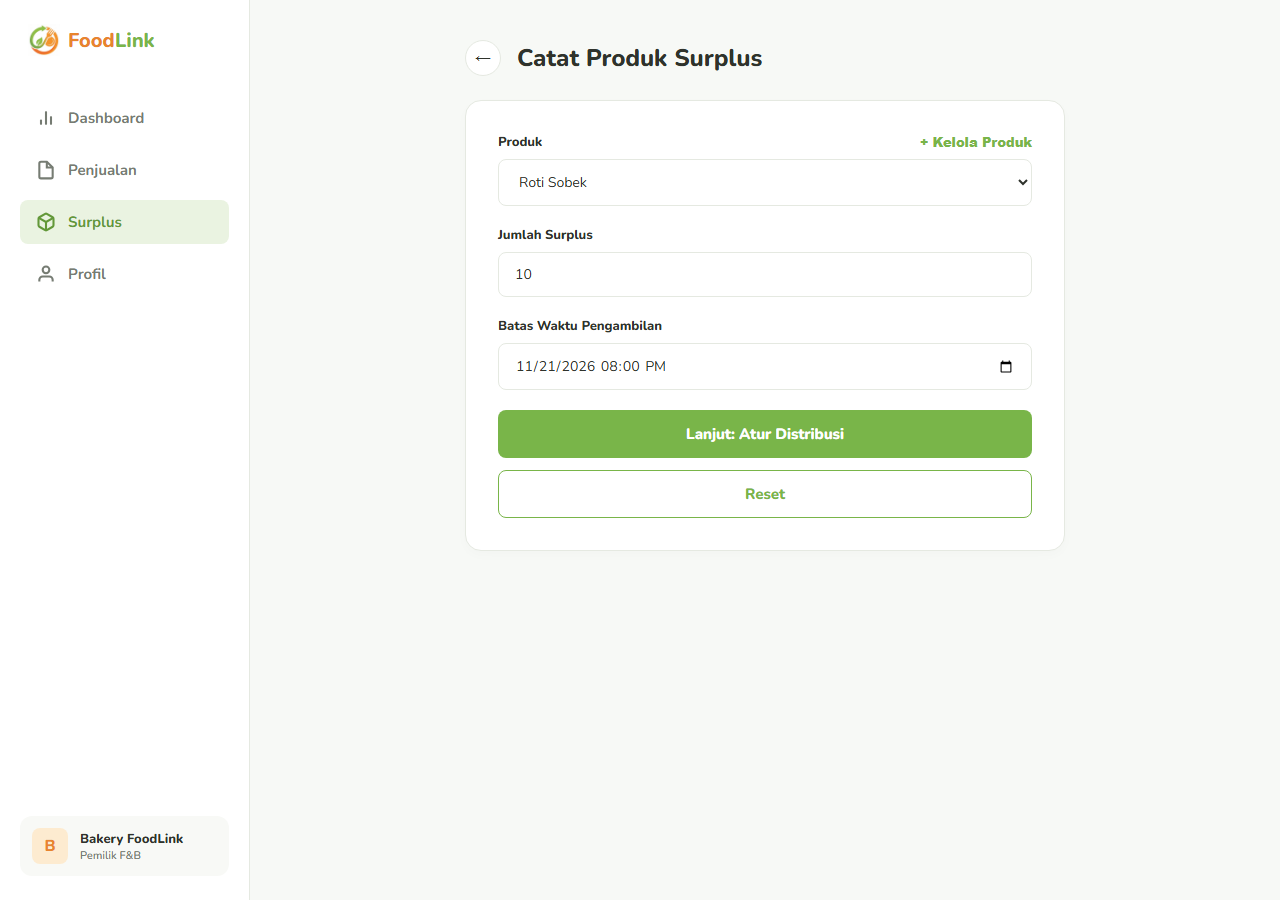 FoodLink
Dashboard
Penjualan
Surplus
Profil
Bakery FoodLink
B
Pemilik F&B
← Catat Produk Surplus
Produk + Kelola Produk
Roti Sobek
Jumlah Surplus
10
Batas Waktu Pengambilan
11/21/2026 08:00 PM
Lanjut: Atur Distribusi
Reset